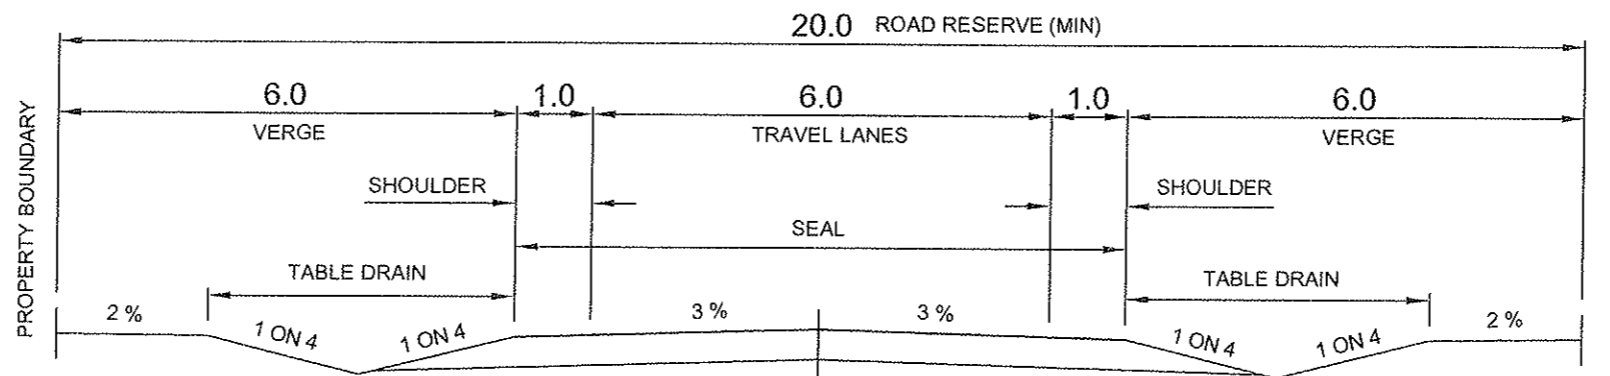 20.0 ROAD RESERVE (MIN)
PROPERTY BOUNDARY
6.0
1.0
6.0
1.0
6.0
VERGE
TRAVEL LANES
VERGE
SHOULDER
SHOULDER
SEAL
TABLE DRAIN
TABLE DRAIN
2 %
1 ON 4
1 ON 4
3 %
3 %
1 ON 4
1 ON 4
2 %